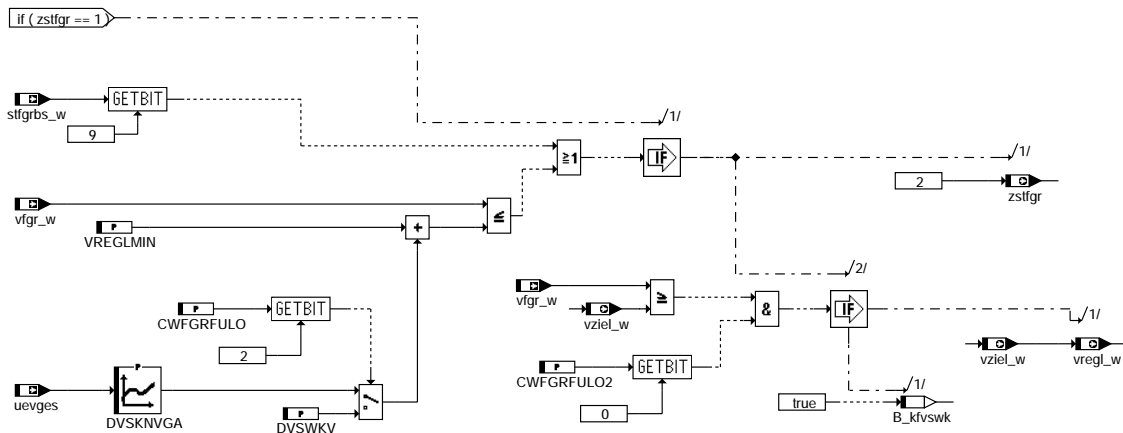 if ( zstfgr == 1 )
stfgrbs_w
GETBIT
9
/1/
≥1
IF
/1/
2
zstfgr
vfgr_w
P
VREGLMIN
+
≤
/2/
vfgr_w
vziel_w
≥
&
IF
/1/
P
CWFGRFULO
GETBIT
2
vziel_w
vregl_w
P
CWFGRFULO2
GETBIT
0
uevges
P
DVSKNVGA
P
DVSWKV
/1/
true
B_kfvswk